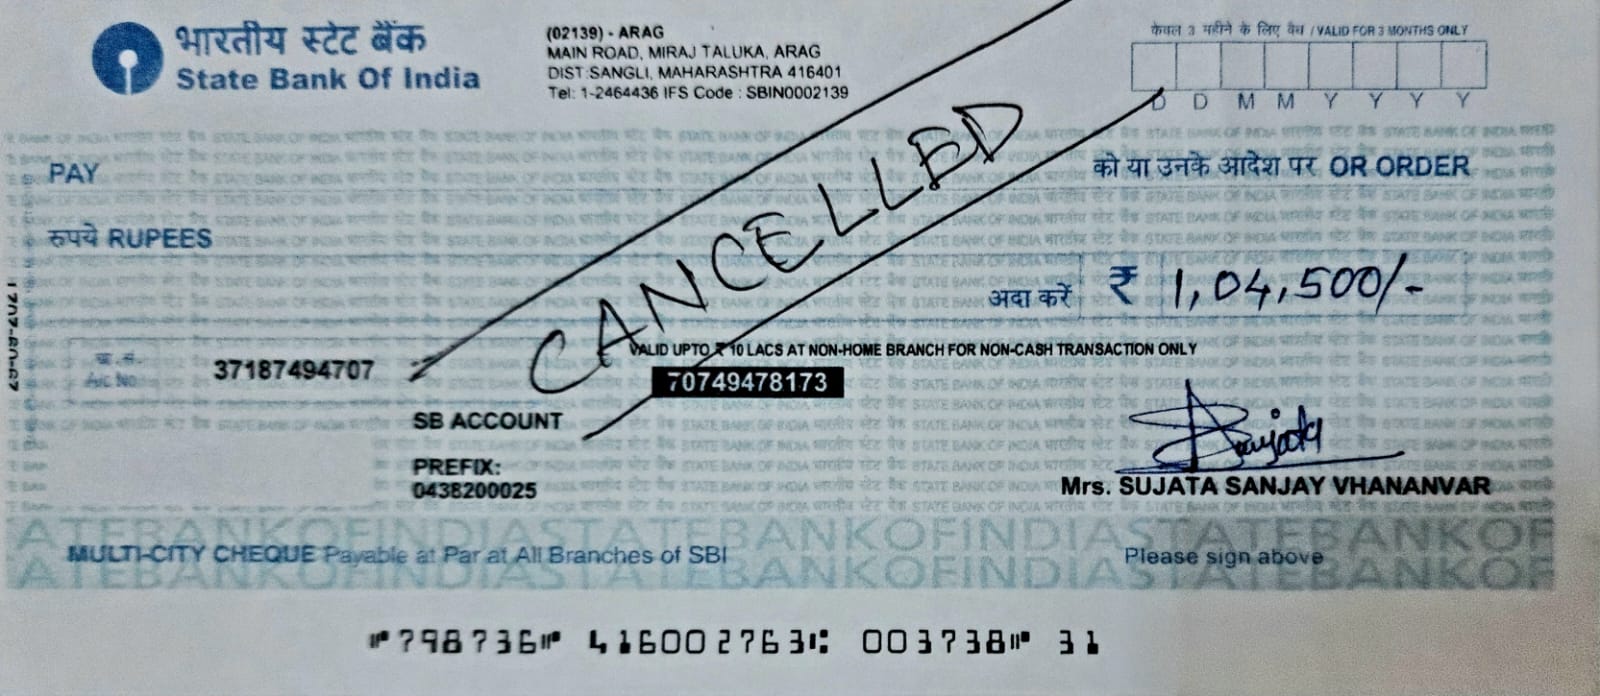 भारतीय स्टेट बैंक
State Bank Of India
(02139) - ARAG
MAIN ROAD, MIRAJ TALUKA, ARAG
DIST:SANGLI, MAHARASHTRA 416401
Tel: 1-2464436 IFS Code : SBIN0002139
केवल 3 महीने के लिए वैध / VALID FOR 3 MONTHS ONLY
D D M M Y Y Y Y
PAY
को या उनके आदेश पर OR ORDER
रुपये RUPEES
CANCELLED
अदा करें ₹ 1,04,500/-
खा. सं.
A/c No.
37187494707
VALID UPTO ₹ 10 LACS AT NON-HOME BRANCH FOR NON-CASH TRANSACTION ONLY
70749478173
SB ACCOUNT
PREFIX:
0438200025
Sujata
Mrs. SUJATA SANJAY VHANANVAR
MULTI-CITY CHEQUE Payable at Par at All Branches of SBI
Please sign above
⑈798736⑈ 416002763⑆ 003738⑈ 31